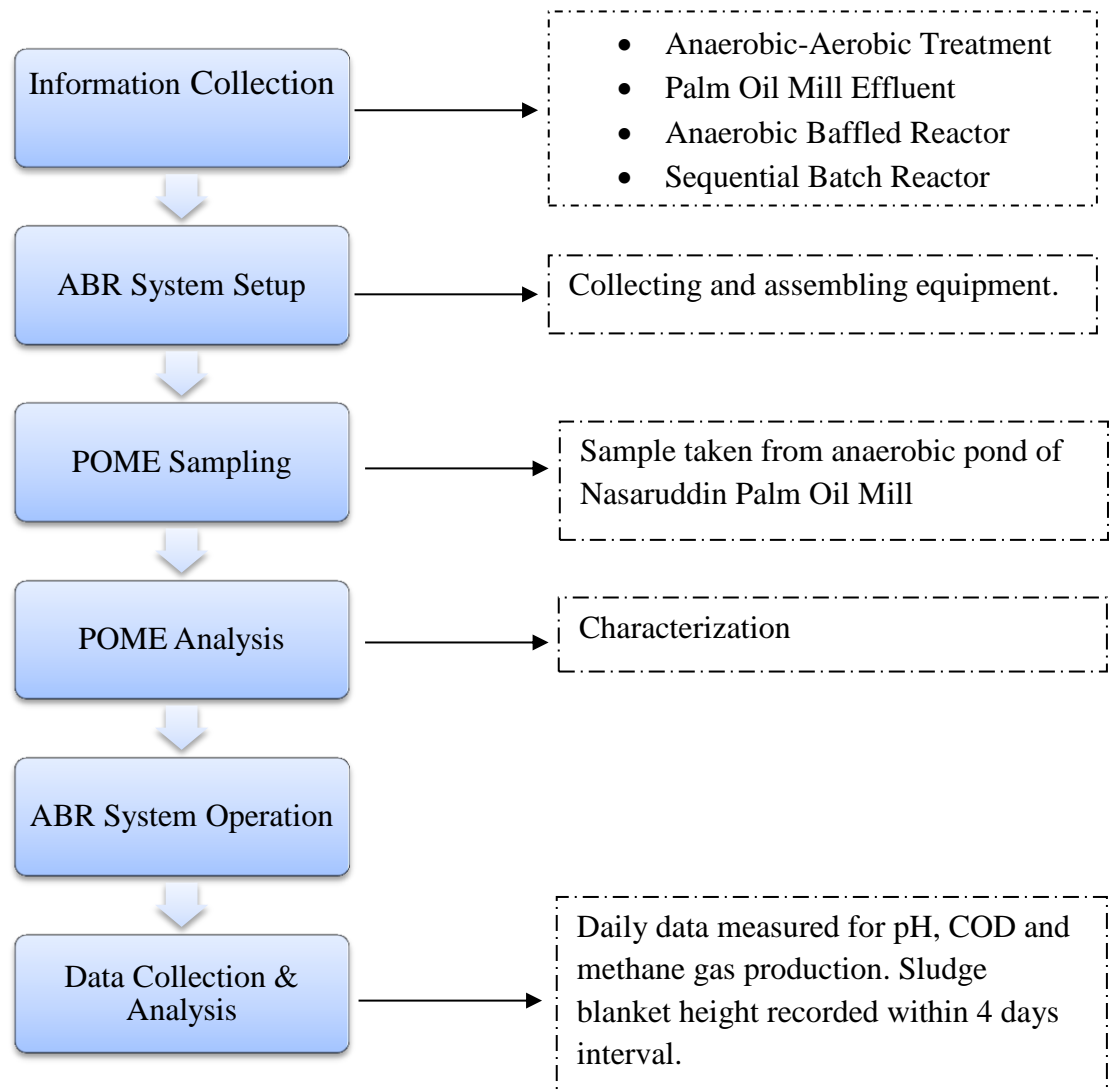 Information Collection
• Anaerobic-Aerobic Treatment
• Palm Oil Mill Effluent
• Anaerobic Baffled Reactor
• Sequential Batch Reactor
ABR System Setup
Collecting and assembling equipment.
POME Sampling
Sample taken from anaerobic pond of
Nasaruddin Palm Oil Mill
POME Analysis
Characterization
ABR System Operation
Data Collection &
Analysis
Daily data measured for pH, COD and
methane gas production. Sludge
blanket height recorded within 4 days
interval.